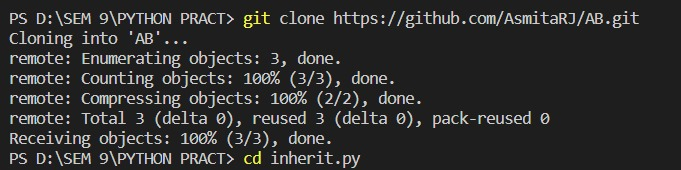 PS D:\SEM 9\PYTHON PRACT> git clone https://github.com/AsmitaRJ/AB.git
Cloning into 'AB'...
remote: Enumerating objects: 3, done.
remote: Counting objects: 100% (3/3), done.
remote: Compressing objects: 100% (2/2), done.
remote: Total 3 (delta 0), reused 3 (delta 0), pack-reused 0
Receiving objects: 100% (3/3), done.
PS D:\SEM 9\PYTHON PRACT> cd inherit.py